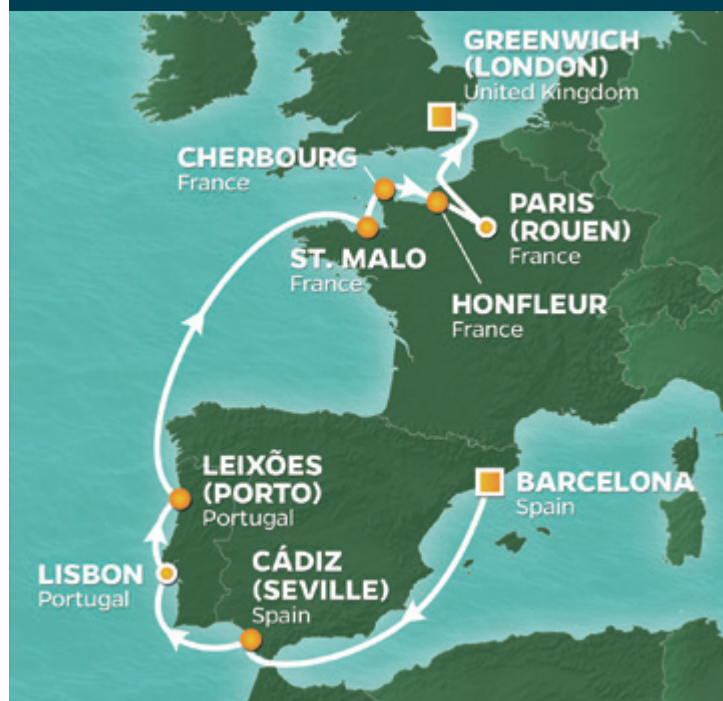 GREENWICH
(LONDON)
United Kingdom
CHERBOURG
France
PARIS
(ROUEN)
France
ST. MALO
France
HONFLEUR
France
LEIXÕES
(PORTO)
Portugal
BARCELONA
Spain
CÁDIZ
(SEVILLE)
Spain
LISBON
Portugal